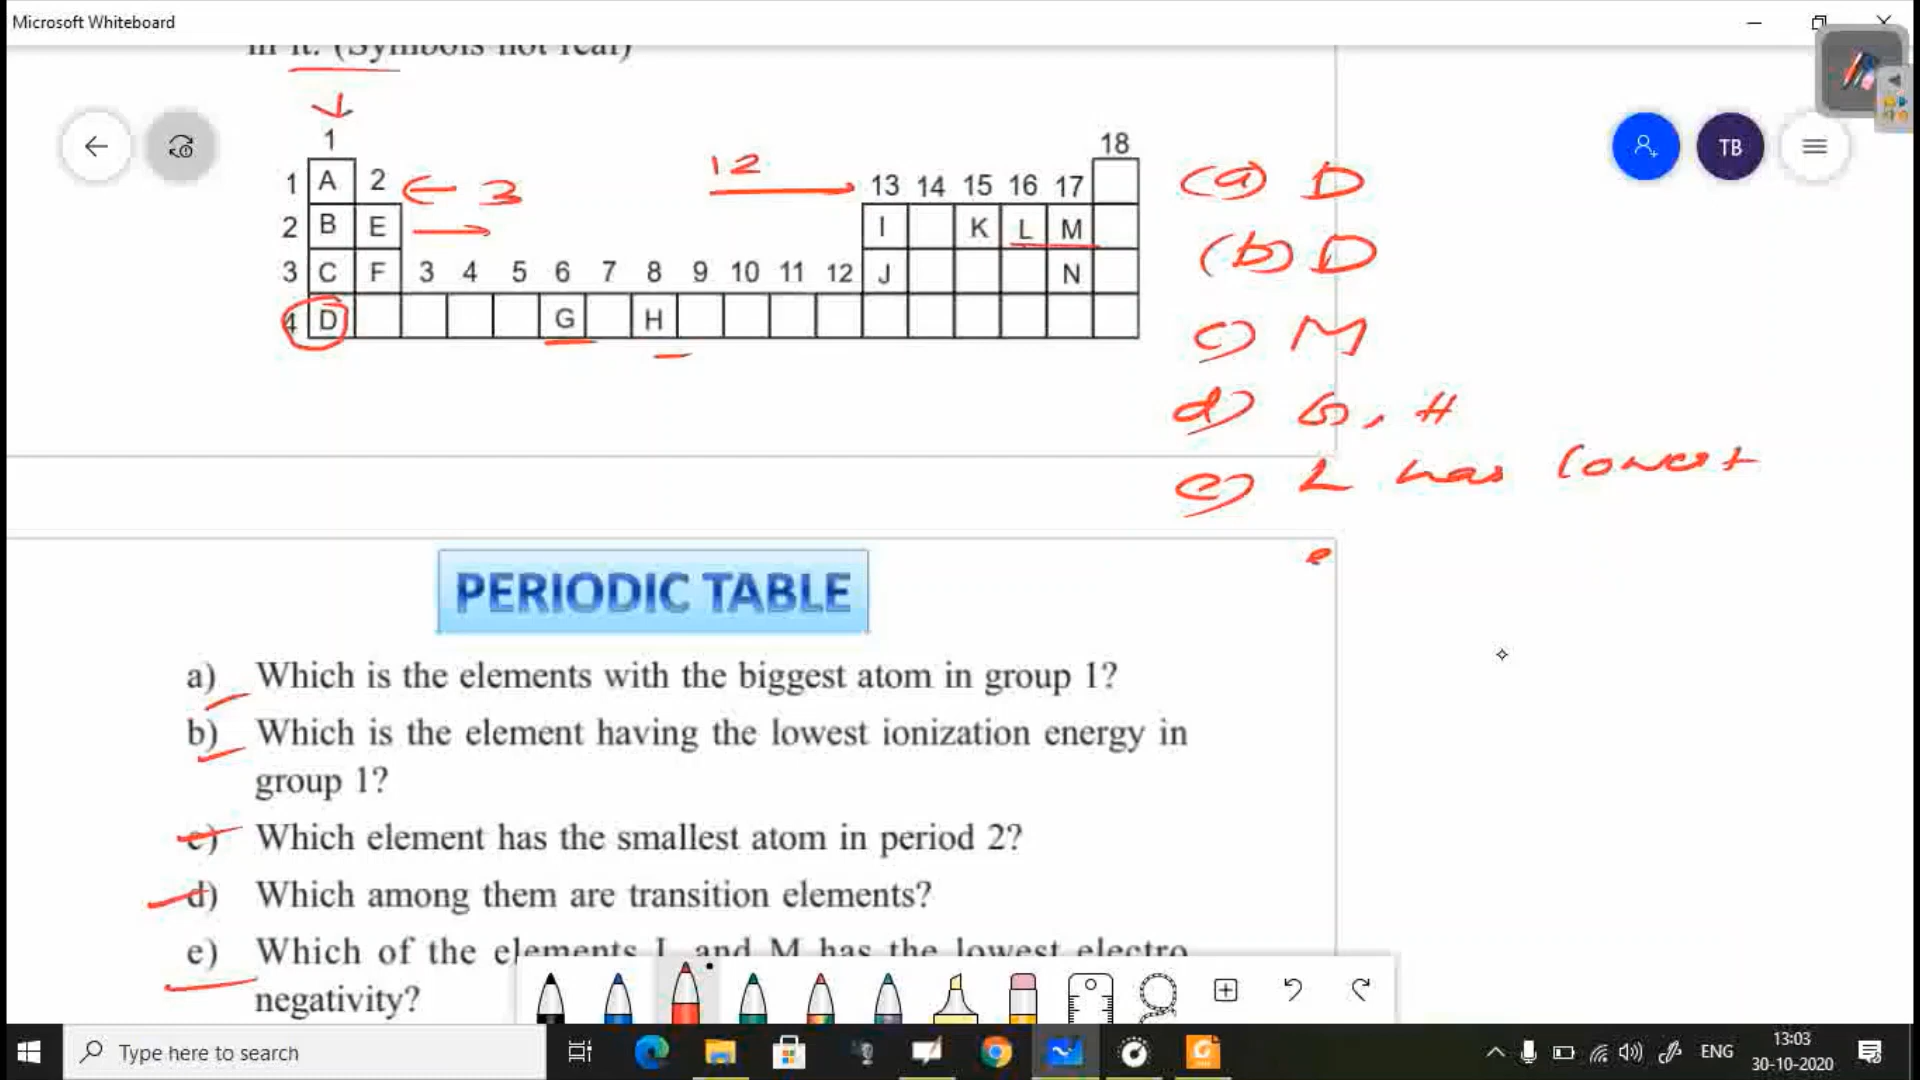 Microsoft Whiteboard
in it. (Symbols not real)
1 18
12
1 A 2 3 13 14 15 16 17
2 B E I K L M
3 C F 3 4 5 6 7 8 9 10 11 12 J N
4 D G H
(a) D
(b) D
c) M
d) G, H
e) L has lowest
e
TB
PERIODIC TABLE
a) Which is the elements with the biggest atom in group 1?
b) Which is the element having the lowest ionization energy in
group 1?
c) Which element has the smallest atom in period 2?
d) Which among them are transition elements?
e) Which of the elements L and M has the lowest electro
negativity?
Type here to search
ENG
13:03
30-10-2020